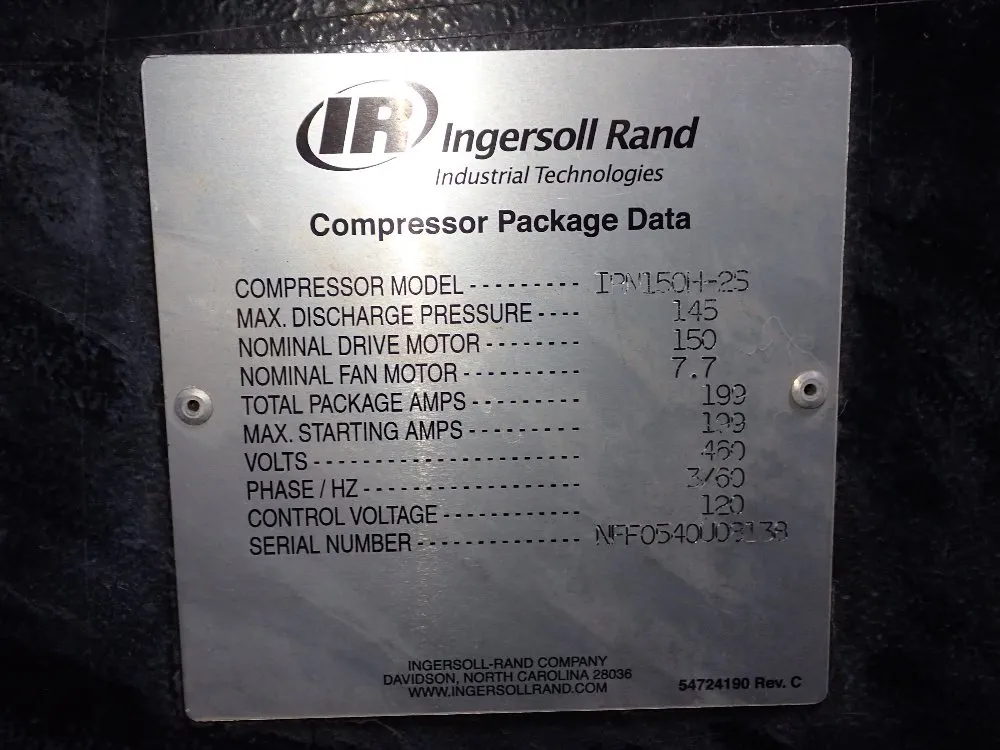 IR Ingersoll Rand
Industrial Technologies
Compressor Package Data
COMPRESSOR MODEL - - - - - - - - - IRN150H-2S
MAX. DISCHARGE PRESSURE - - - - 145
NOMINAL DRIVE MOTOR - - - - - - - - 150
NOMINAL FAN MOTOR - - - - - - - - - - 7.7
TOTAL PACKAGE AMPS - - - - - - - - - 199
MAX. STARTING AMPS - - - - - - - - - 199
VOLTS - - - - - - - - - - - - - - - - - - - - - - 460
PHASE / HZ - - - - - - - - - - - - - - - - - - 3/60
CONTROL VOLTAGE - - - - - - - - - - - 120
SERIAL NUMBER - - - - - - - - - - - - - -
INGERSOLL-RAND COMPANY
DAVIDSON, NORTH CAROLINA 28036
WWW.INGERSOLLRAND.COM
54724190 Rev. C